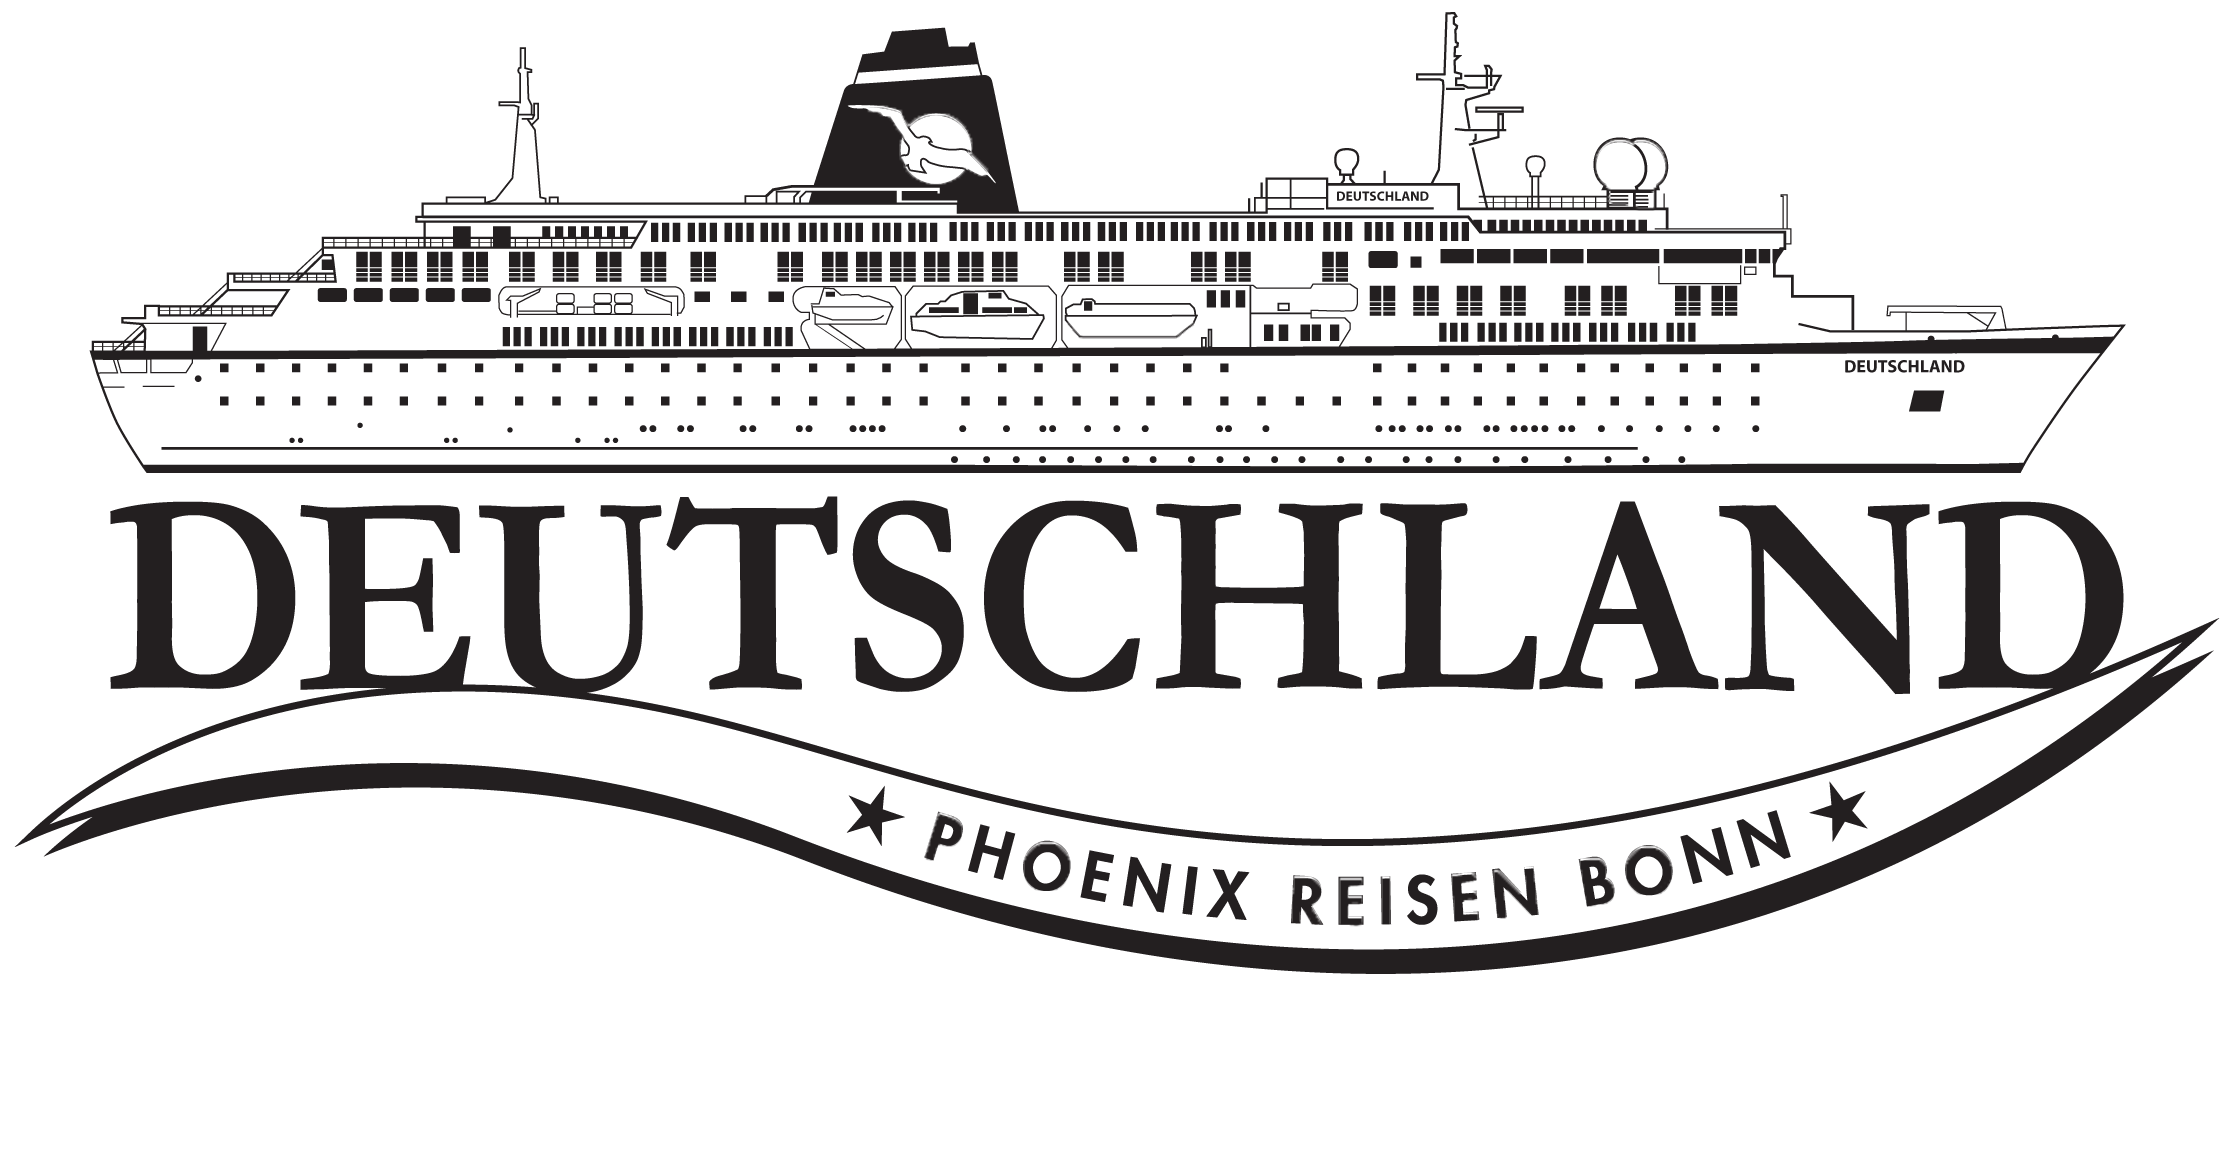 DEUTSCHLAND
DEUTSCHLAND
DEUTSCHLAND
★ PHOENIX REISEN BONN ★